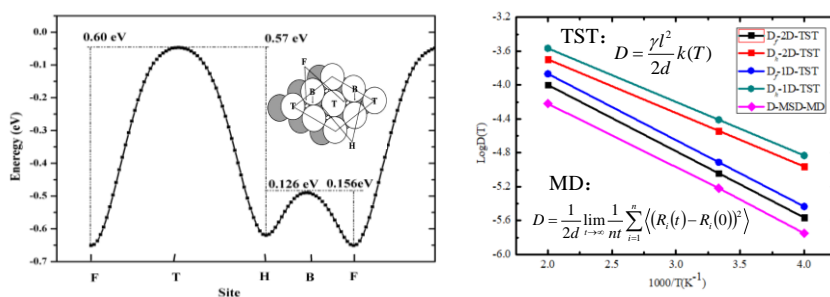 0.60 eV
0.57 eV
0.0
-0.1
-0.2
-0.3
-0.4
-0.5
-0.6
-0.7
Energy (eV)
F
B
B
T
T
T
H
0.126 eV
0.156eV
F
T
H
B
F
Site
-3.2
-3.6
-4.0
-4.4
-4.8
-5.2
-5.6
-6.0
LogD(T)
TST:
D = γl²/2d k(T)
D_f-2D-TST
D_h-2D-TST
D_f-1D-TST
D_h-1D-TST
D-MSD-MD
MD:
D = 1/2d lim t→∞ 1/nt Σ i=1 n ⟨(R_i(t) − R_i(0))²⟩
2.0
2.5
3.0
3.5
4.0
1000/T(K⁻¹)